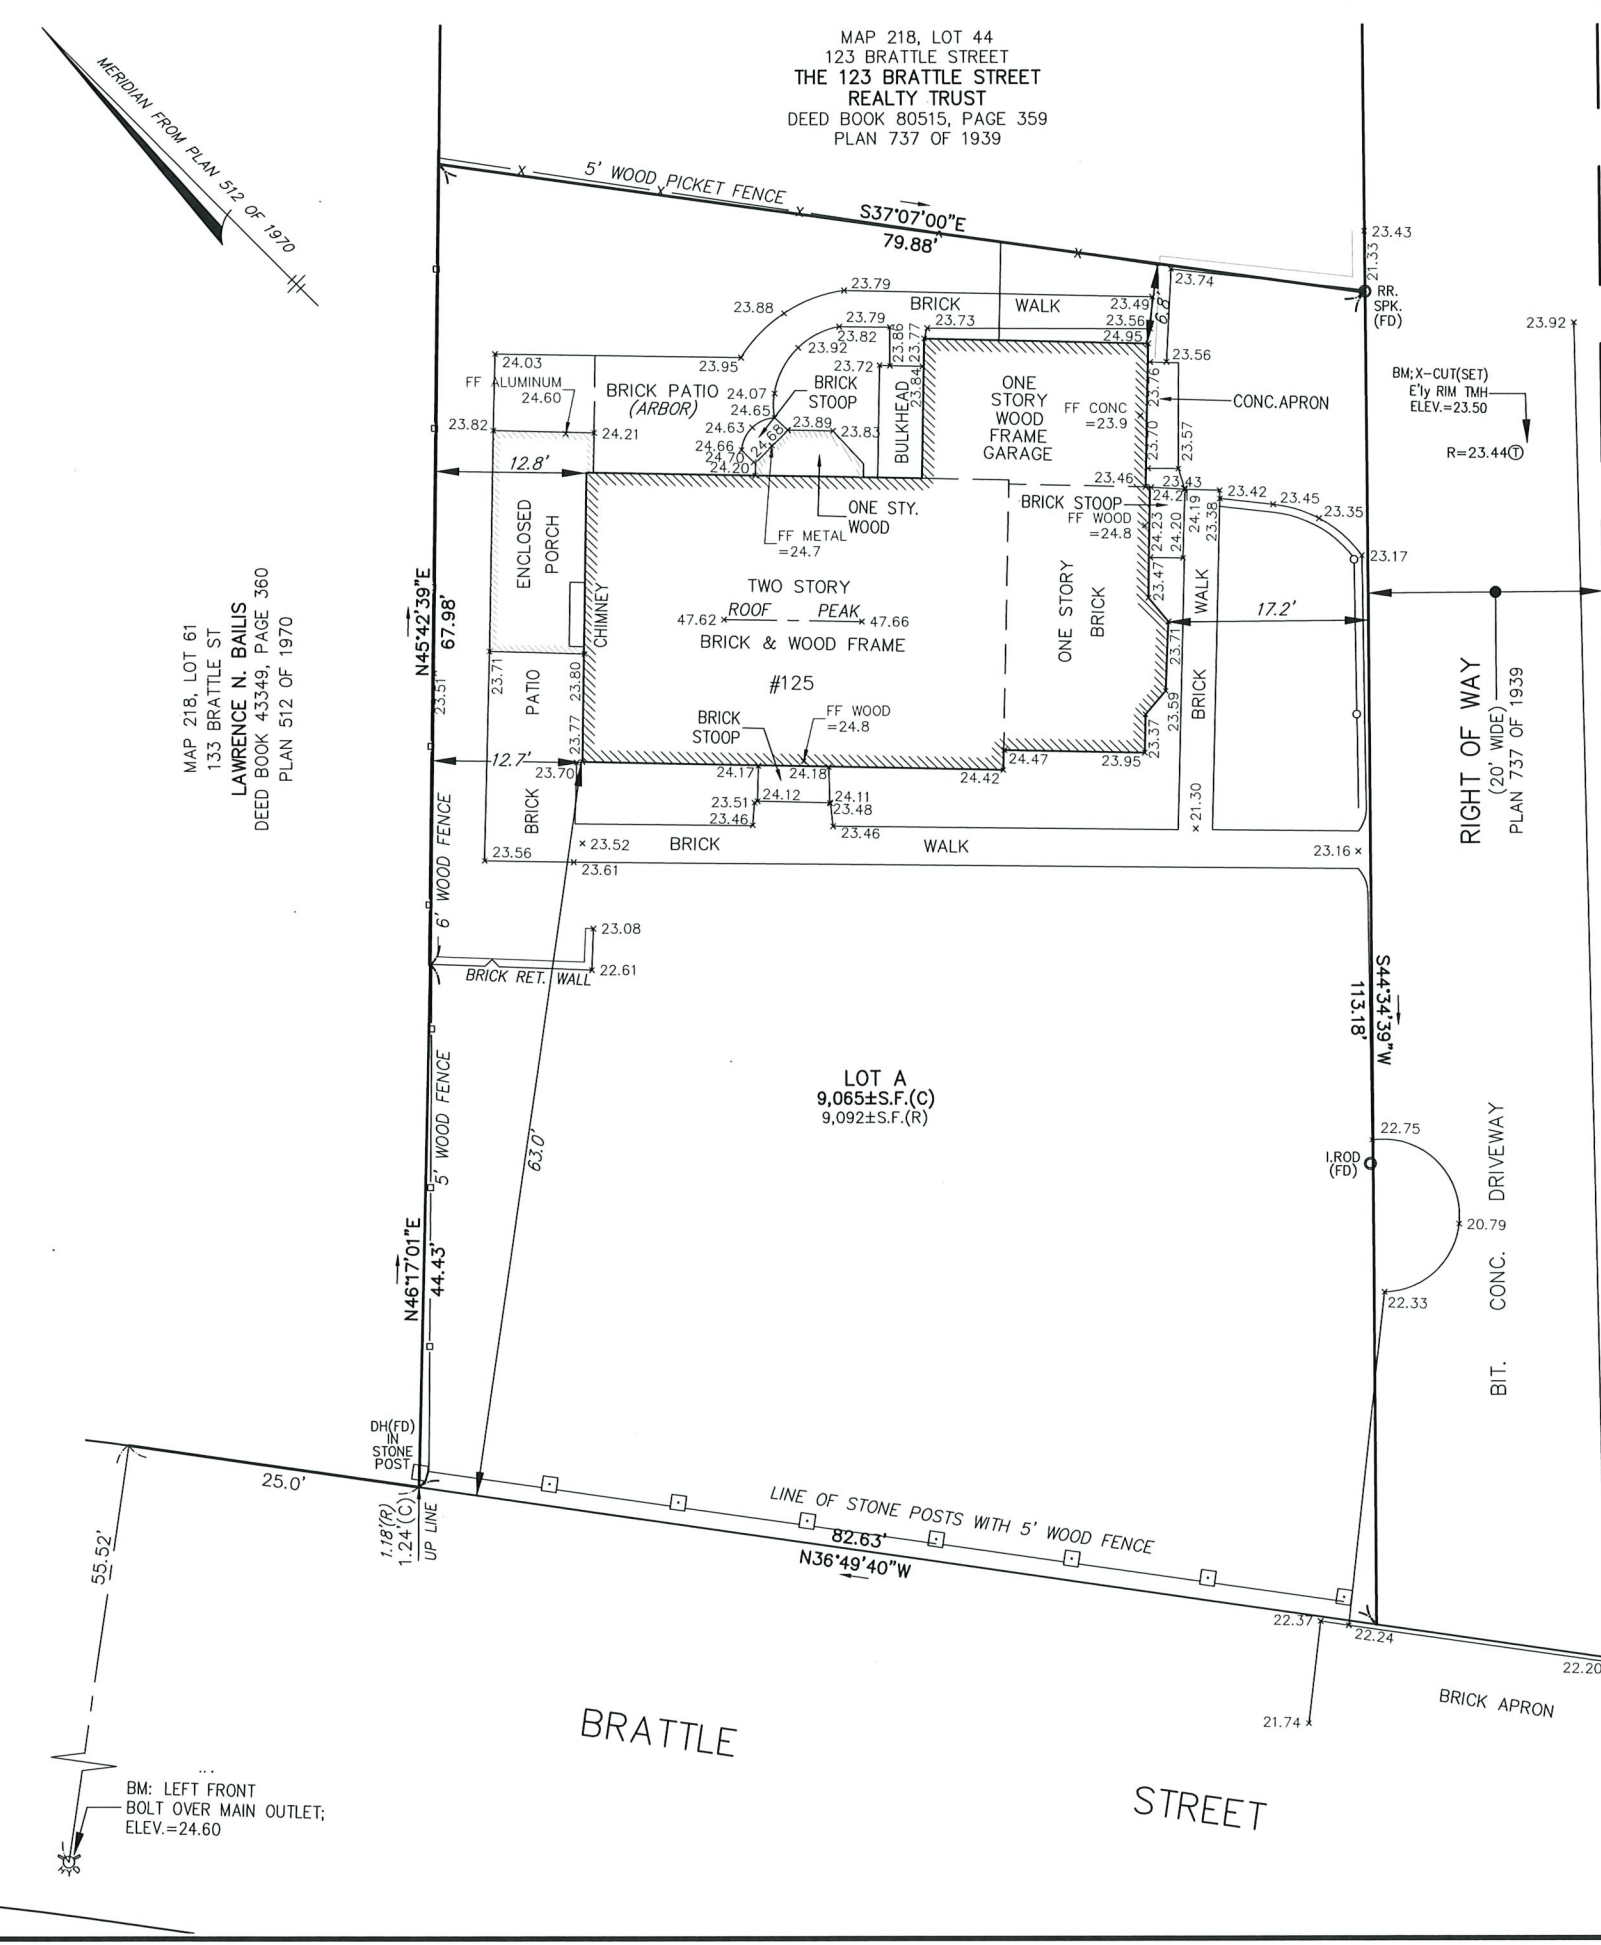 MAP 218, LOT 44
123 BRATTLE STREET
THE 123 BRATTLE STREET
REALTY TRUST
DEED BOOK 80515, PAGE 359
PLAN 737 OF 1939
MERIDIAN FROM PLAN 512 OF 1970
5' WOOD PICKET FENCE
S37°07'00"E
79.88'
23.43
21.33
RR.
SPK.
(FD)
23.74
6.8'
23.79
23.88
BRICK WALK
23.49
23.56
23.73
24.95
23.79
23.82
23.86
23.77
23.92
23.72
23.84
24.03
23.95
23.56
23.76
23.92
FF ALUMINUM
24.60
BRICK PATIO
(ARBOR)
BRICK
STOOP
24.07
24.65
24.63
24.66
24.70
24.20
24.68
23.89
23.83
BULKHEAD
ONE
STORY
WOOD
FRAME
GARAGE
FF CONC
=23.9
CONC.APRON
23.70
23.57
BM;X-CUT(SET)
E'ly RIM TMH
ELEV.=23.50
R=23.44Ⓣ
23.82
24.21
12.8'
ENCLOSED
PORCH
CHIMNEY
ONE STY.
WOOD
FF METAL
=24.7
23.46
23.43
24.21
24.19
23.38
23.42
23.45
23.35
23.17
BRICK STOOP
FF WOOD
=24.8
24.23
24.20
23.47
TWO STORY
47.62 ROOF PEAK 47.66
BRICK & WOOD FRAME
#125
ONE STORY
BRICK
BRICK WALK
17.2'
23.71
23.59
23.37
N45°42'39"E
67.98'
23.51
23.71
23.80
23.77
PATIO
BRICK
BRICK
STOOP
FF WOOD
=24.8
12.7'
23.70
24.17
24.18
24.42
24.47
23.95
24.12
24.11
23.51
23.48
23.46
23.46
21.30
23.52
BRICK WALK
23.16
23.56
23.61
MAP 218, LOT 61
133 BRATTLE ST
LAWRENCE N. BAILIS
DEED BOOK 43349, PAGE 360
PLAN 512 OF 1970
RIGHT OF WAY
(20' WIDE)
PLAN 737 OF 1939
6' WOOD FENCE
23.08
22.61
BRICK RET. WALL
S44°34'39"W
113.18'
5' WOOD FENCE
63.0'
LOT A
9,065±S.F.(C)
9,092±S.F.(R)
22.75
I.ROD
(FD)
20.79
22.33
BIT. CONC. DRIVEWAY
N46°17'01"E
44.43'
DH(FD)
IN
STONE
POST
25.0'
55.52'
1.18'(R)
1.24'(C)
UP LINE
LINE OF STONE POSTS WITH 5' WOOD FENCE
82.63'
N36°49'40"W
22.37
22.24
22.20
21.74
BRICK APRON
BRATTLE
STREET
BM: LEFT FRONT
BOLT OVER MAIN OUTLET;
ELEV.=24.60
HYD